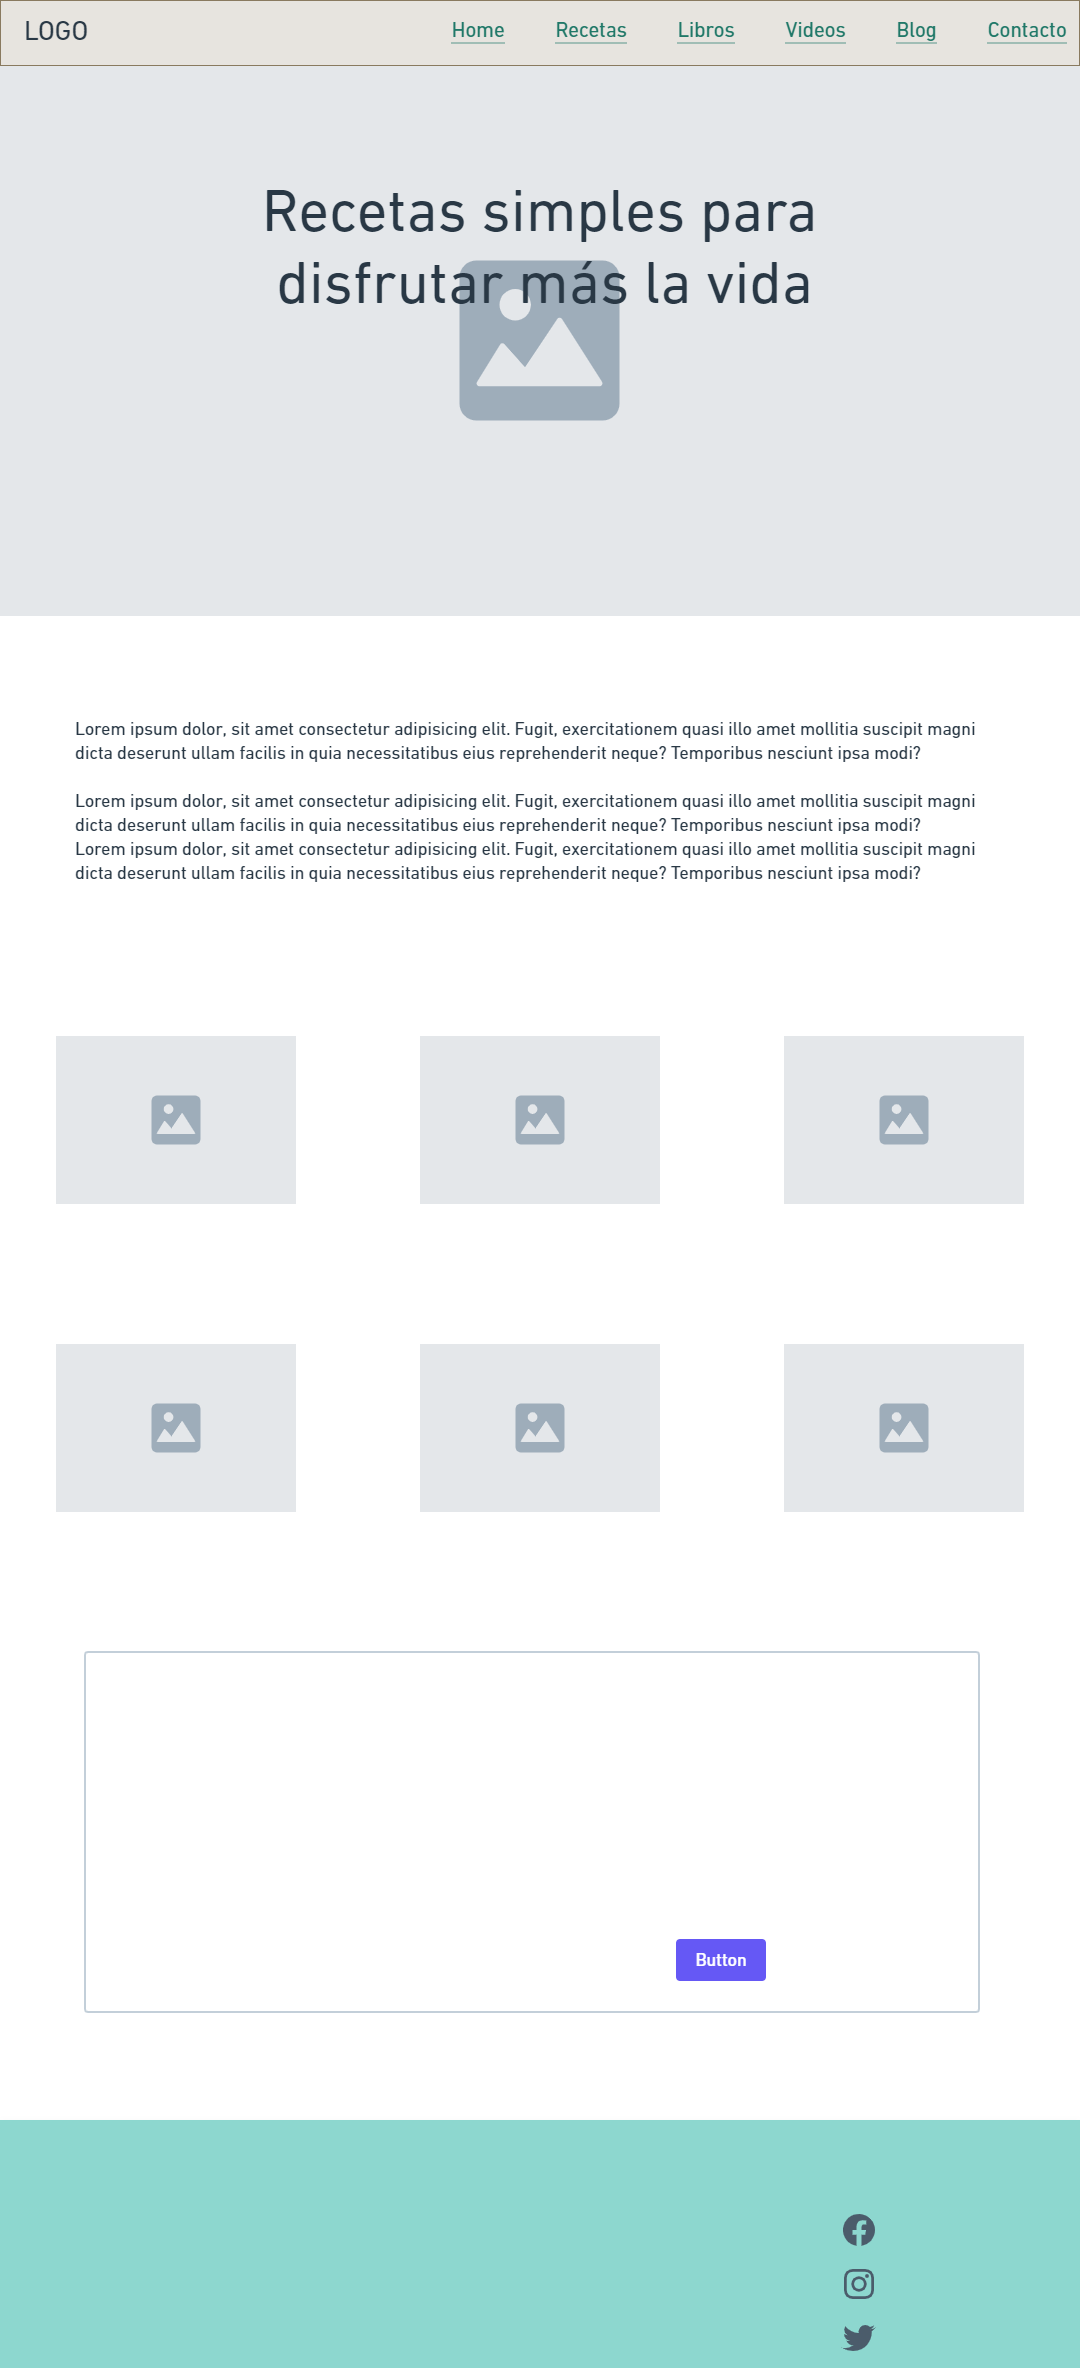 LOGO
Home Recetas Libros Videos Blog Contacto
Recetas simples para
disfrutar más la vida
Lorem ipsum dolor, sit amet consectetur adipisicing elit. Fugit, exercitationem quasi illo amet mollitia suscipit magni
dicta deserunt ullam facilis in quia necessitatibus eius reprehenderit neque? Temporibus nesciunt ipsa modi?
Lorem ipsum dolor, sit amet consectetur adipisicing elit. Fugit, exercitationem quasi illo amet mollitia suscipit magni
dicta deserunt ullam facilis in quia necessitatibus eius reprehenderit neque? Temporibus nesciunt ipsa modi?
Lorem ipsum dolor, sit amet consectetur adipisicing elit. Fugit, exercitationem quasi illo amet mollitia suscipit magni
dicta deserunt ullam facilis in quia necessitatibus eius reprehenderit neque? Temporibus nesciunt ipsa modi?
Button